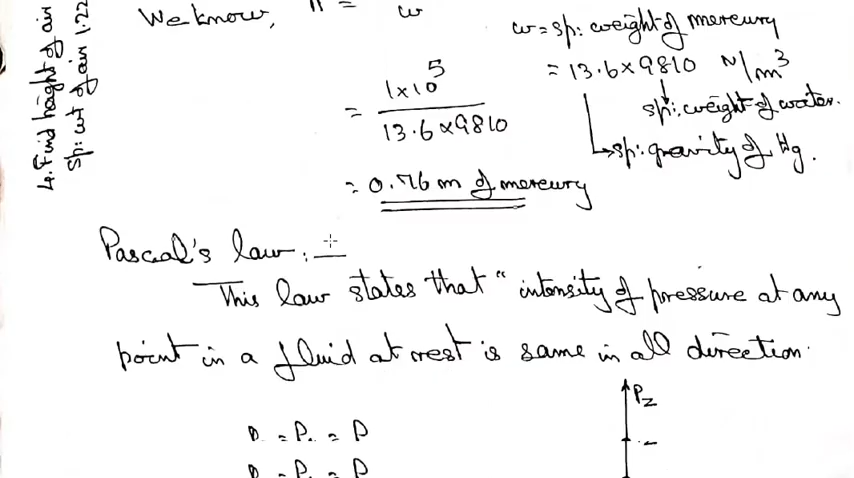 4. Find height of air
sp: wt of air 1.22
We know, H =
w
w = sp: weight of mercury
= 13.6 × 9810 N/m³
sp: weight of water.
sp: gravity of Hg.
= 1×10⁵
13.6 × 9810
= 0.76 m of mercury
Pascal's law :-
This law states that " intensity of pressure at any
point in a fluid at rest is same in all direction.
Pz